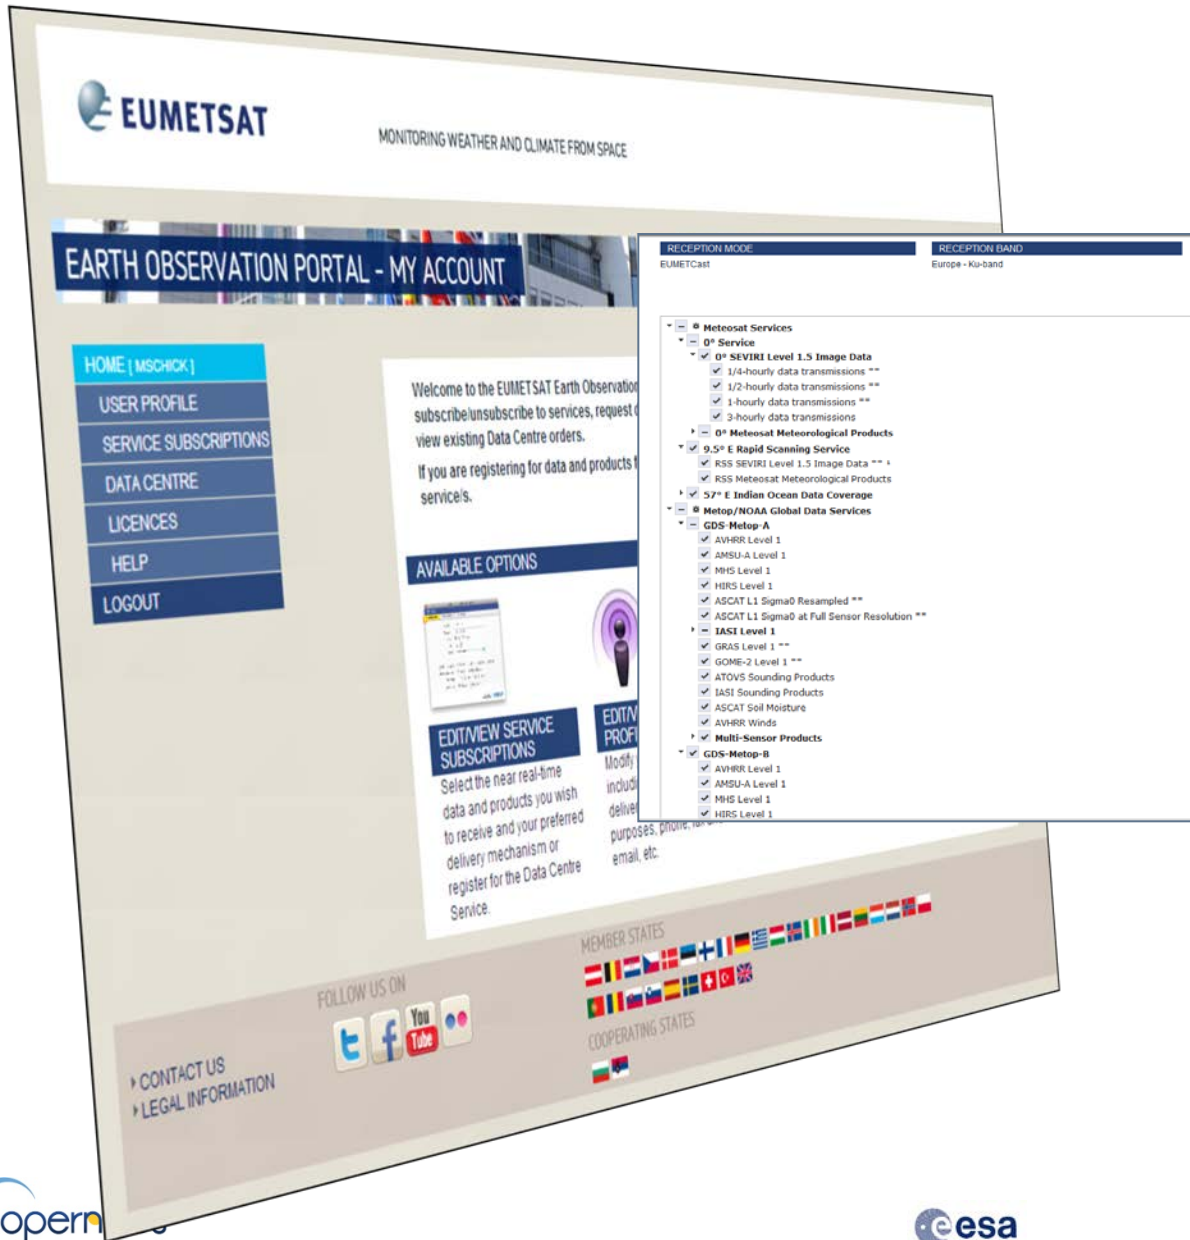 EUMETSAT
MONITORING WEATHER AND CLIMATE FROM SPACE
EARTH OBSERVATION PORTAL - MY ACCOUNT
HOME [ MSCHICK ]
USER PROFILE
SERVICE SUBSCRIPTIONS
DATA CENTRE
LICENCES
HELP
LOGOUT
Welcome to the EUMETSAT Earth Observation
subscribe/unsubscribe to services, request
view existing Data Centre orders.
If you are registering for data and products
service/s.
AVAILABLE OPTIONS
EDIT/VIEW SERVICE
SUBSCRIPTIONS
Select the near real-time
data and products you wish
to receive and your preferred
delivery mechanism or
register for the Data Centre
Service.
EDIT/V
PROFI
Modify
includi
deliver
purposes, phone,
email, etc.
RECEPTION MODE
EUMETCast
RECEPTION BAND
Europe - Ku-band
Meteosat Services
0° Service
0° SEVIRI Level 1.5 Image Data
1/4-hourly data transmissions **
1/2-hourly data transmissions **
1-hourly data transmissions **
3-hourly data transmissions
0° Meteosat Meteorological Products
9.5° E Rapid Scanning Service
RSS SEVIRI Level 1.5 Image Data **
RSS Meteosat Meteorological Products
57° E Indian Ocean Data Coverage
Metop/NOAA Global Data Services
GDS-Metop-A
AVHRR Level 1
AMSU-A Level 1
MHS Level 1
HIRS Level 1
ASCAT L1 Sigma0 Resampled **
ASCAT L1 Sigma0 at Full Sensor Resolution **
IASI Level 1
GRAS Level 1 **
GOME-2 Level 1 **
ATOVS Sounding Products
IASI Sounding Products
ASCAT Soil Moisture
AVHRR Winds
Multi-Sensor Products
GDS-Metop-B
AVHRR Level 1
AMSU-A Level 1
MHS Level 1
HIRS Level 1
FOLLOW US ON
You
Tube
MEMBER STATES
COOPERATING STATES
CONTACT US
LEGAL INFORMATION
opern
esa